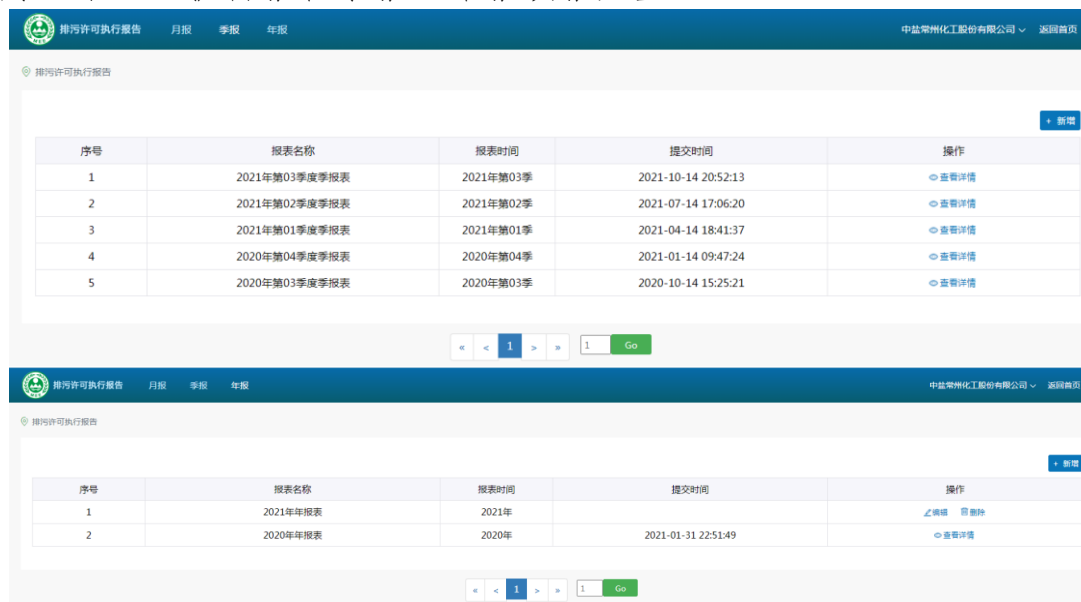 排污许可执行报告 月报 季报 年报 中盐常州化工股份有限公司 返回首页
排污许可执行报告
+ 新增
序号 报表名称 报表时间 提交时间 操作
1 2021年第03季度季报表 2021年第03季 2021-10-14 20:52:13 查看详情
2 2021年第02季度季报表 2021年第02季 2021-07-14 17:06:20 查看详情
3 2021年第01季度季报表 2021年第01季 2021-04-14 18:41:37 查看详情
4 2020年第04季度季报表 2020年第04季 2021-01-14 09:47:24 查看详情
5 2020年第03季度季报表 2020年第03季 2020-10-14 15:25:21 查看详情
« < 1 > » 1 Go
排污许可执行报告 月报 季报 年报 中盐常州化工股份有限公司 返回首页
排污许可执行报告
+ 新增
序号 报表名称 报表时间 提交时间 操作
1 2021年年报表 2021年 编辑 删除
2 2020年年报表 2020年 2021-01-31 22:51:49 查看详情
« < 1 > » 1 Go